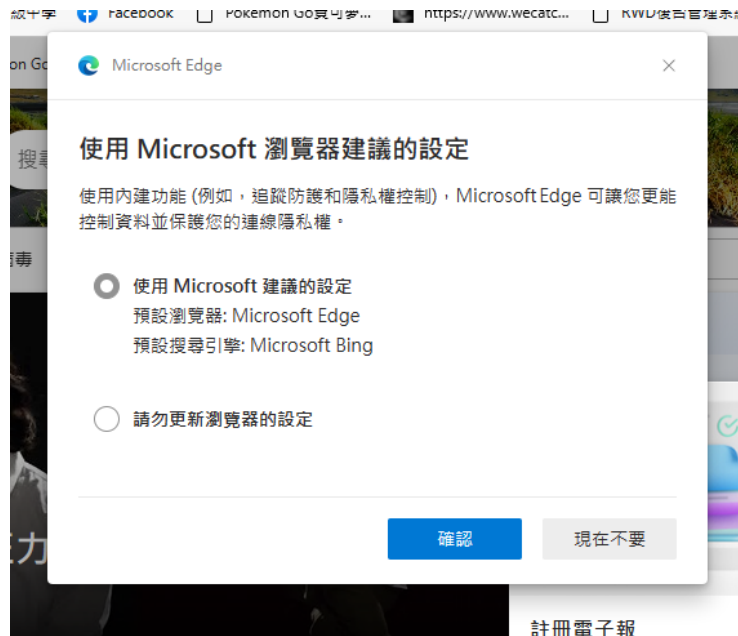 Facebook
https://www.wecatc...
on Go
Microsoft Edge
搜尋
使用 Microsoft 瀏覽器建議的設定
使用內建功能 (例如，追蹤防護和隱私權控制)，Microsoft Edge 可讓您更能
控制資料並保護您的連線隱私權。
毒
使用 Microsoft 建議的設定
預設瀏覽器: Microsoft Edge
預設搜尋引擎: Microsoft Bing
請勿更新瀏覽器的設定
確認
現在不要
力
註冊電子報